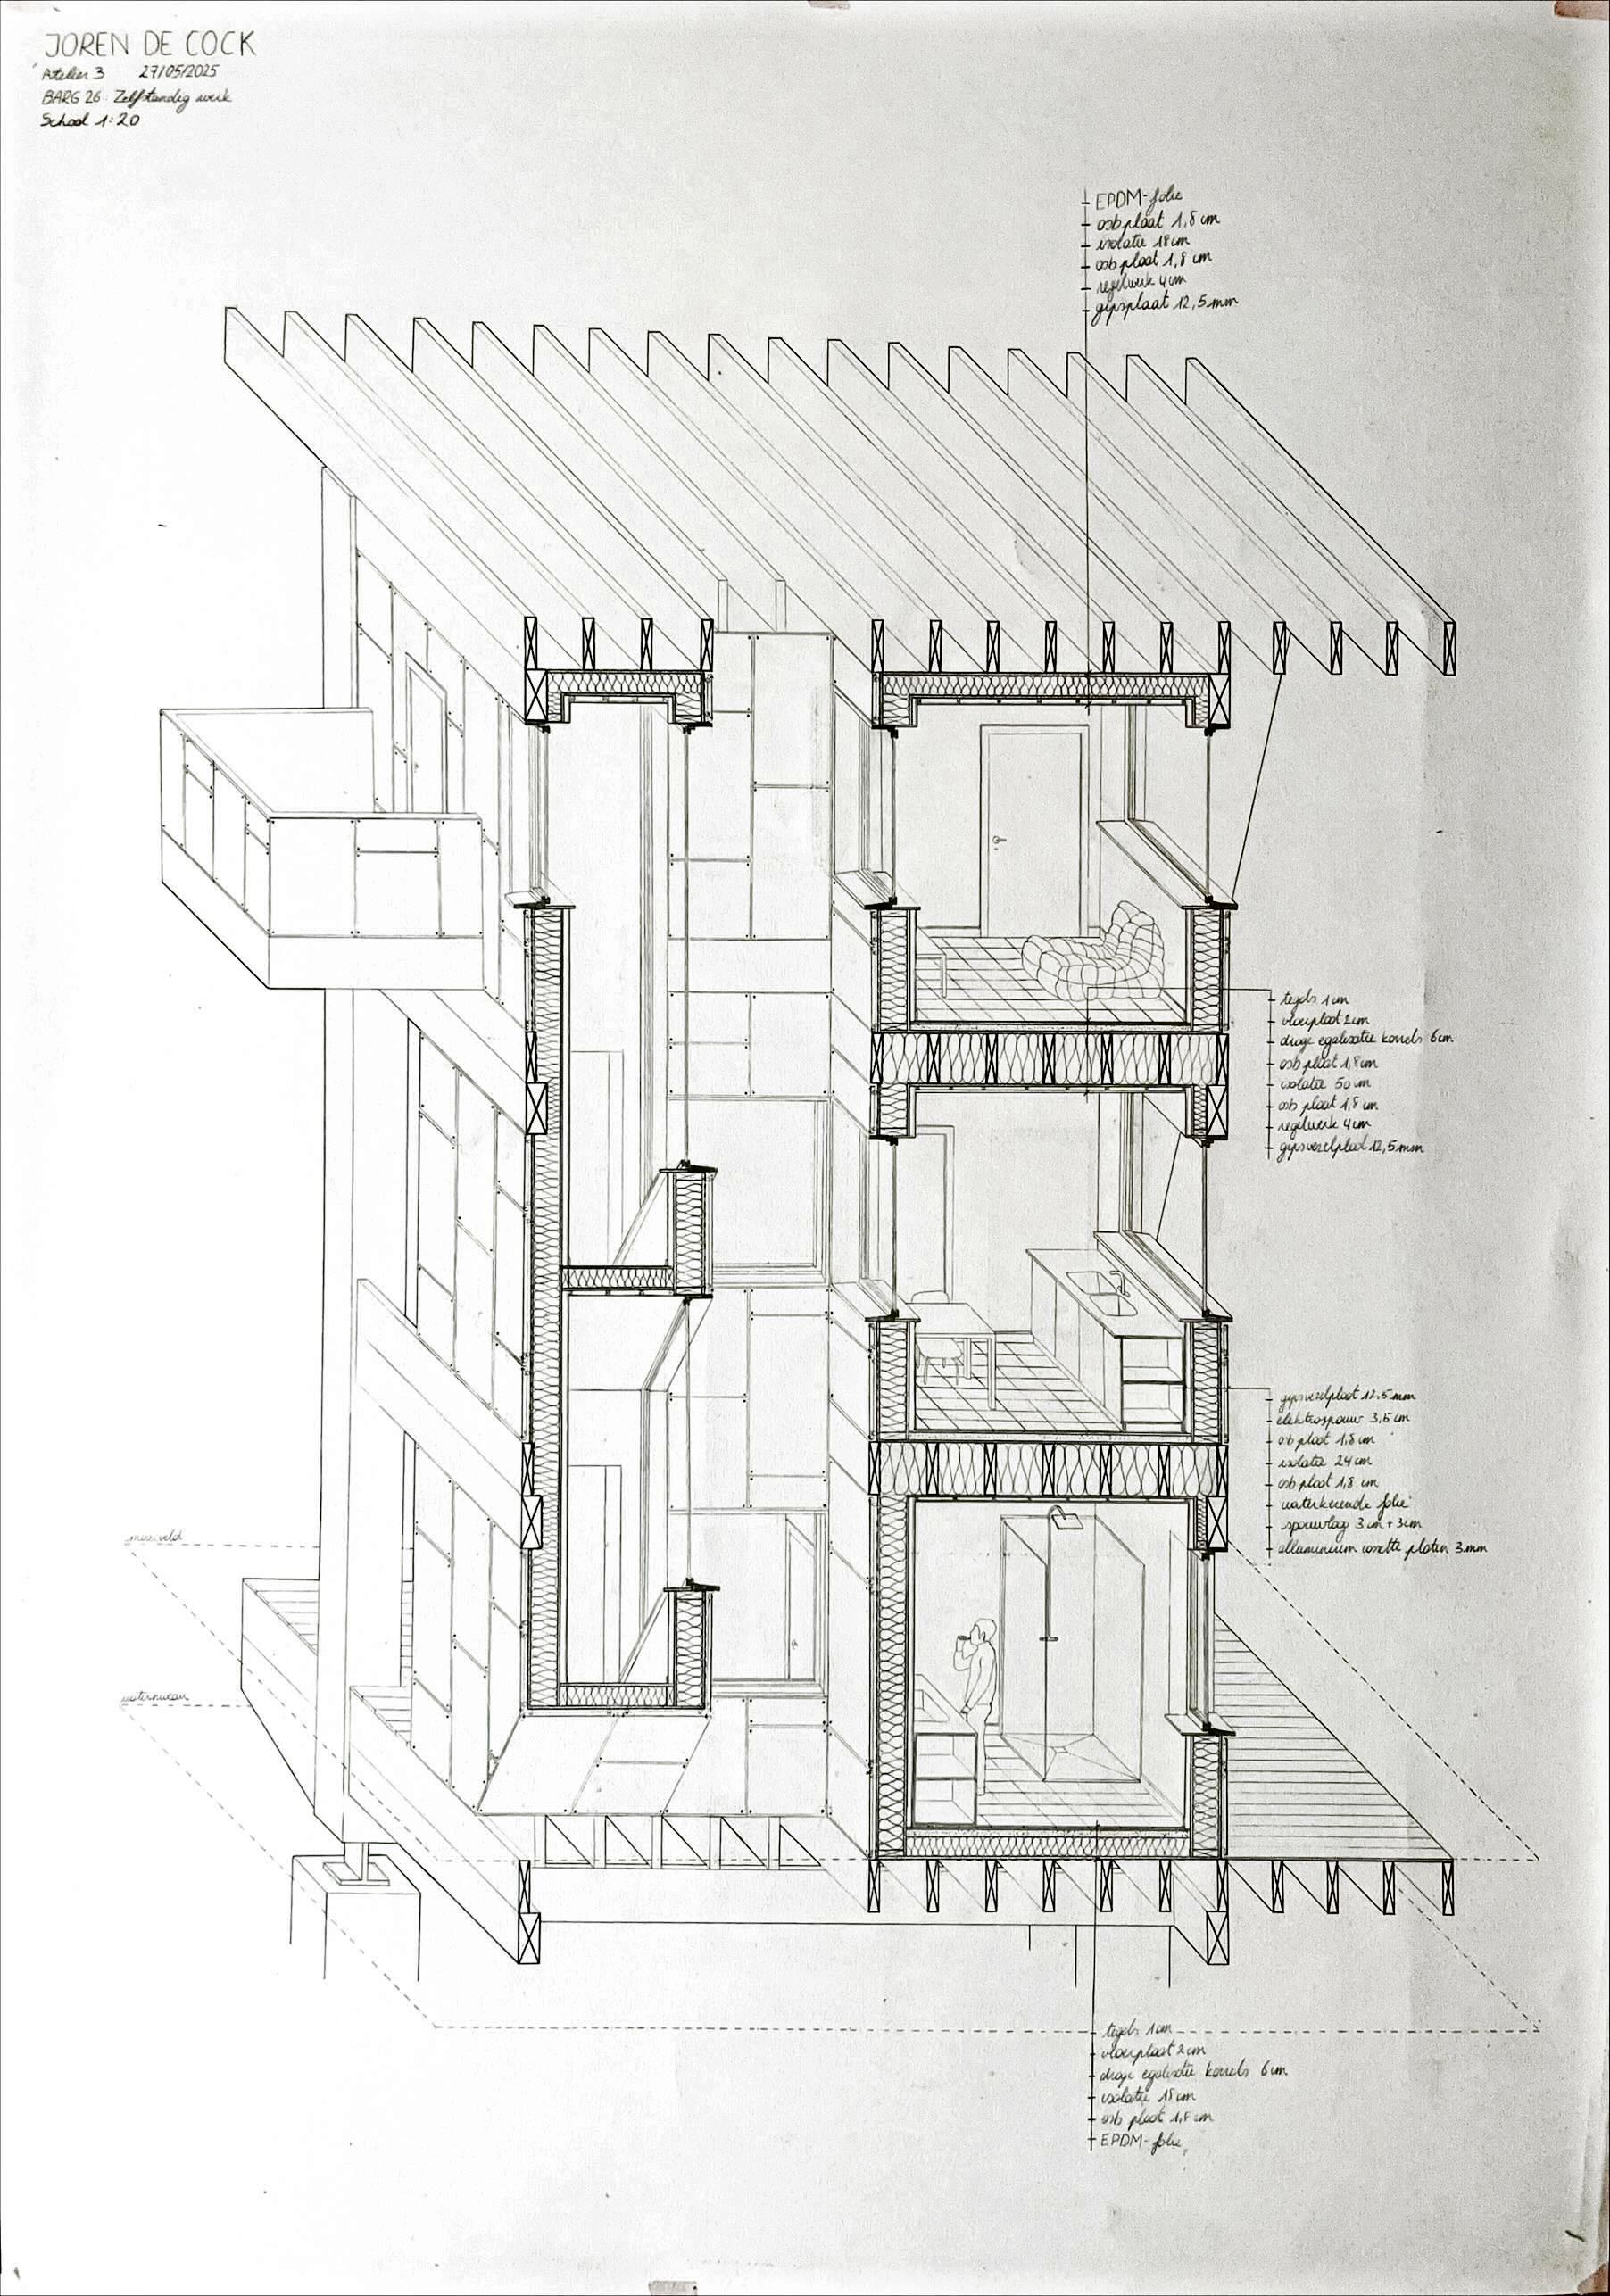 JOREN DE COCK
Atelier 3 27/05/2025
BARG 26: Zelfstandig werk
School 1:20
EPDM-folie
osb plaat 1,8 cm
isolatie 18 cm
osb plaat 1,8 cm
regelwerk 4 cm
gipsplaat 12,5 mm
tegels 1 cm
vloerplaat 2 cm
droge egalisatie korrels 6 cm
osb plaat 1,8 cm
isolatie 50 cm
osb plaat 1,8 cm
regelwerk 4 cm
gipsvezelplaat 12,5 mm
gipsvezelplaat 12,5 mm
elektrospouw 3,5 cm
osb plaat 1,8 cm
isolatie 24 cm
osb plaat 1,8 cm
waterkerende folie
spouwlag 3 cm + 3 cm
alluminium casette platen 3 mm
maaiveld
waterniveau
tegels 1 cm
vloerplaat 2 cm
droge egalisatie korrels 6 cm
isolatie 18 cm
osb plaat 1,8 cm
EPDM-folie